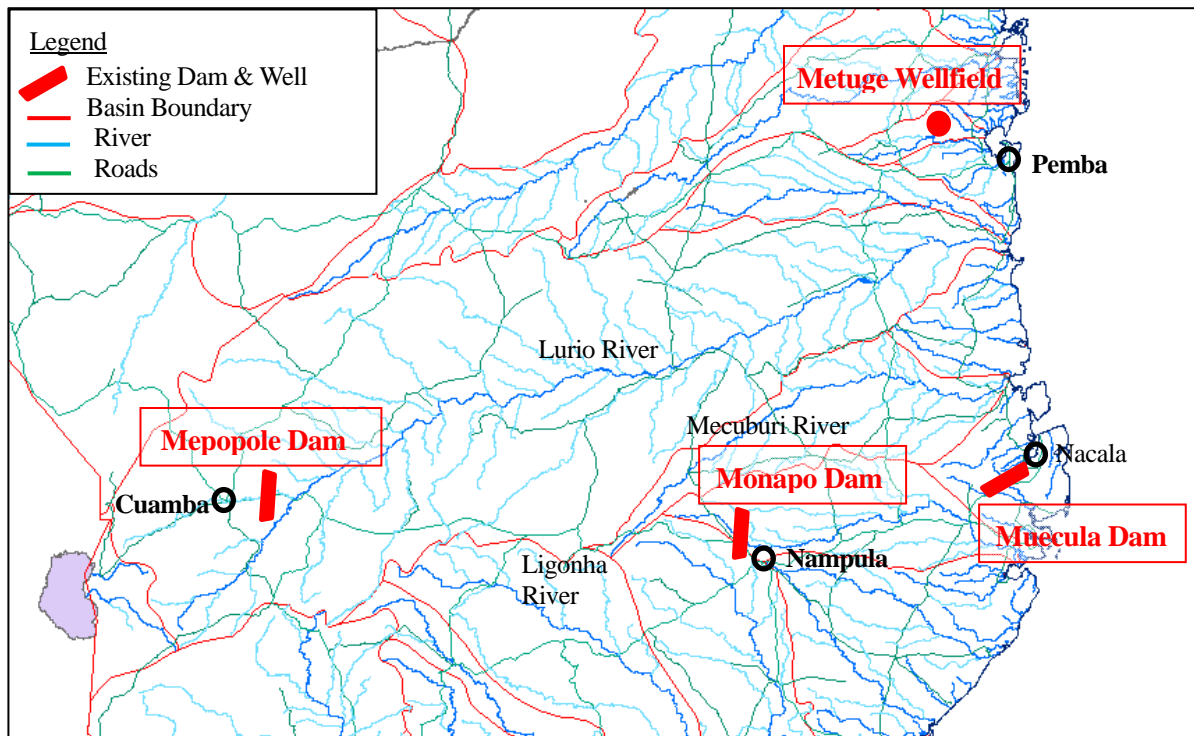 Legend
Existing Dam & Well
Basin Boundary
River
Roads
Metuge Wellfield
Pemba
Lurio River
Mepopole Dam
Mecuburi River
Nacala
Monapo Dam
Cuamba
Muecula Dam
Nampula
Ligonha
River